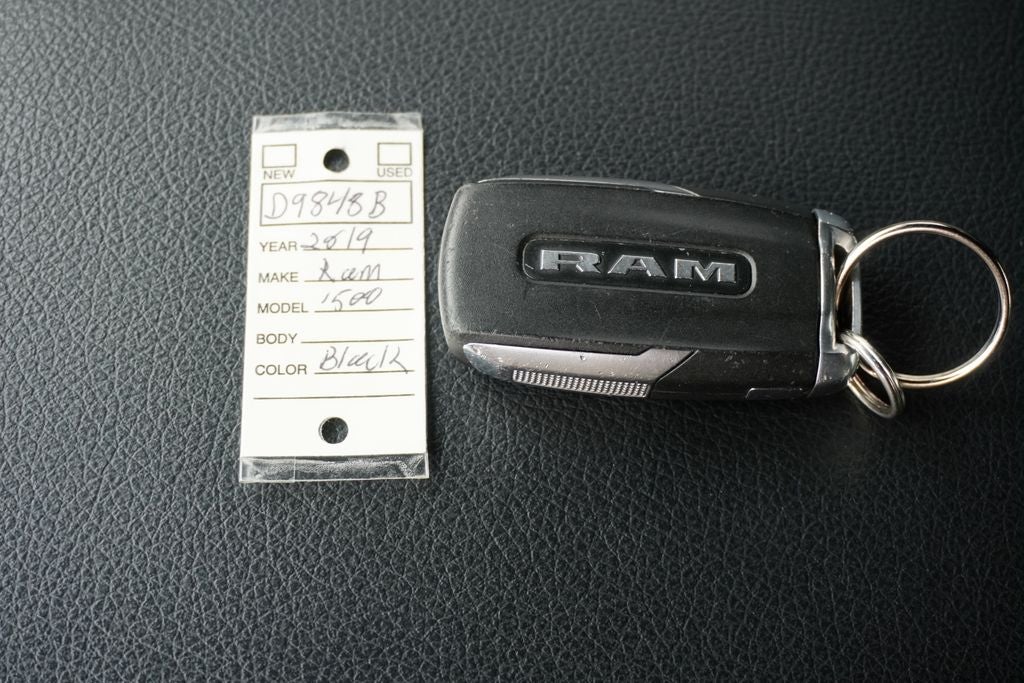 NEW USED
D9848B
YEAR 2019
MAKE Ram
MODEL 1500
BODY
COLOR Black
RAM